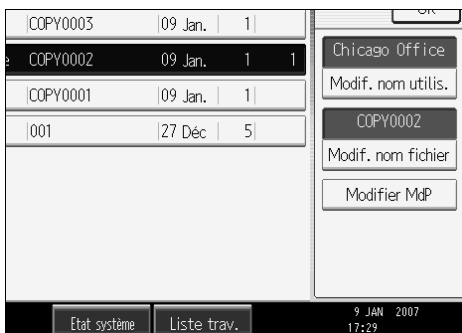 COPY0003 09 Jan. 1
COPY0002 09 Jan. 1 1
COPY0001 09 Jan. 1
001 27 Déc 5
Chicago Office
Modif. nom utilis.
COPY0002
Modif. nom fichier
Modifier MdP
Etat système Liste trav.
9 JAN 2007
17:29